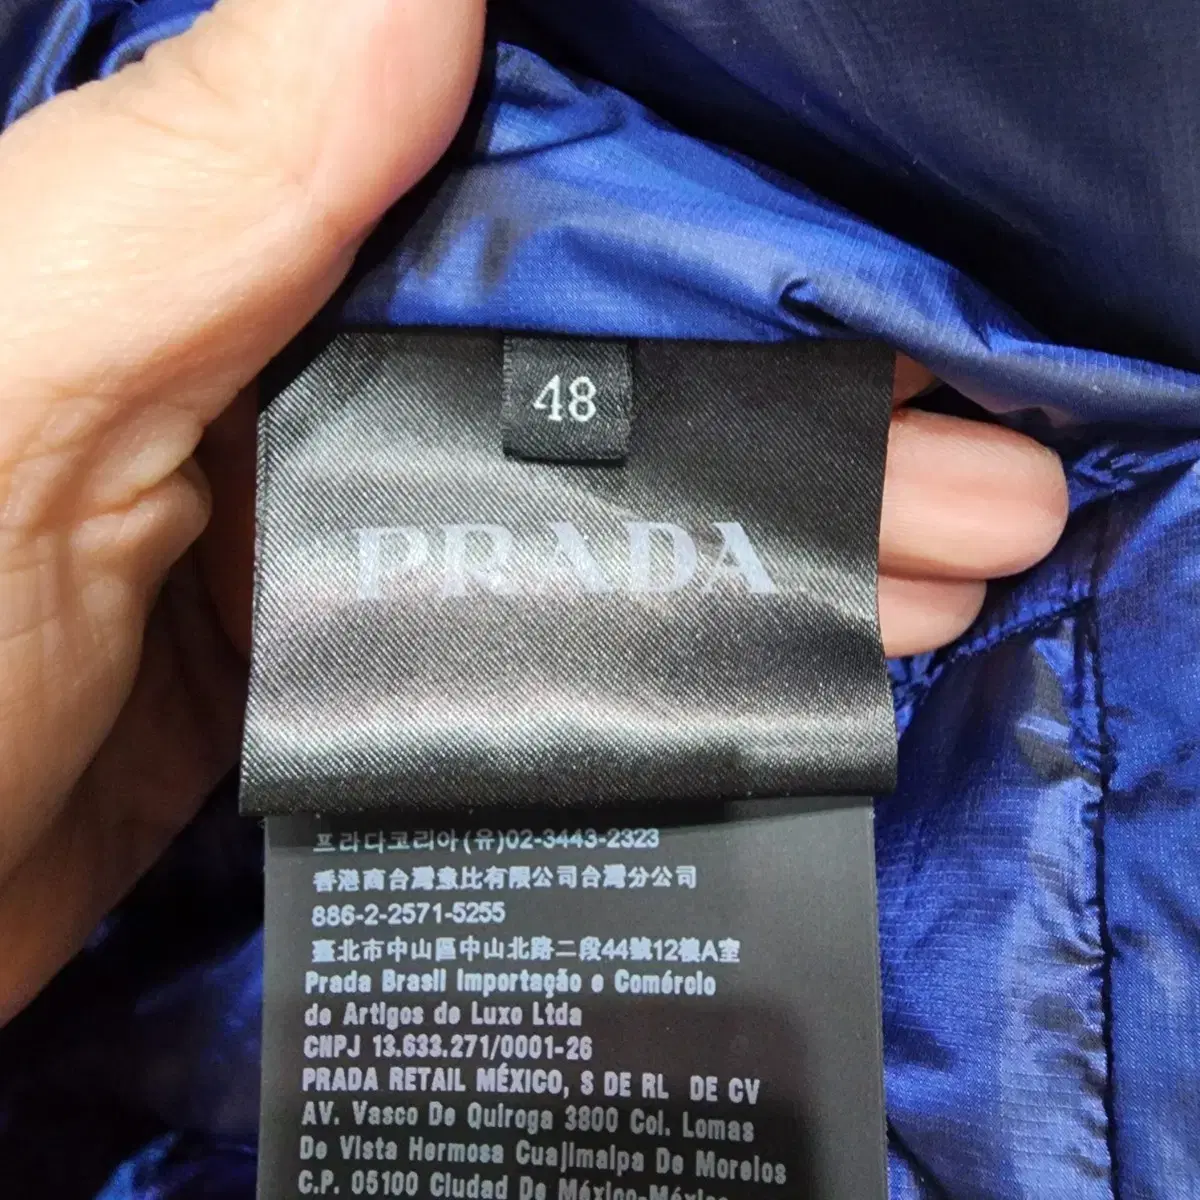 48
PRADA
프라다코리아(유)02-3443-2323
香港商台灣意比有限公司台灣分公司
886-2-2571-5255
臺北市中山區中山北路二段44號12樓A室
Prada Brasil Importação e Comércio
de Artigos de Luxo Ltda
CNPJ 13.633.271/0001-26
PRADA RETAIL MÉXICO, S DE RL DE CV
AV. Vasco De Quiroga 3800 Col. Lomas
De Vista Hermosa Cuajimalpa De Morelos
C.P. 05100 Ciudad De México-México